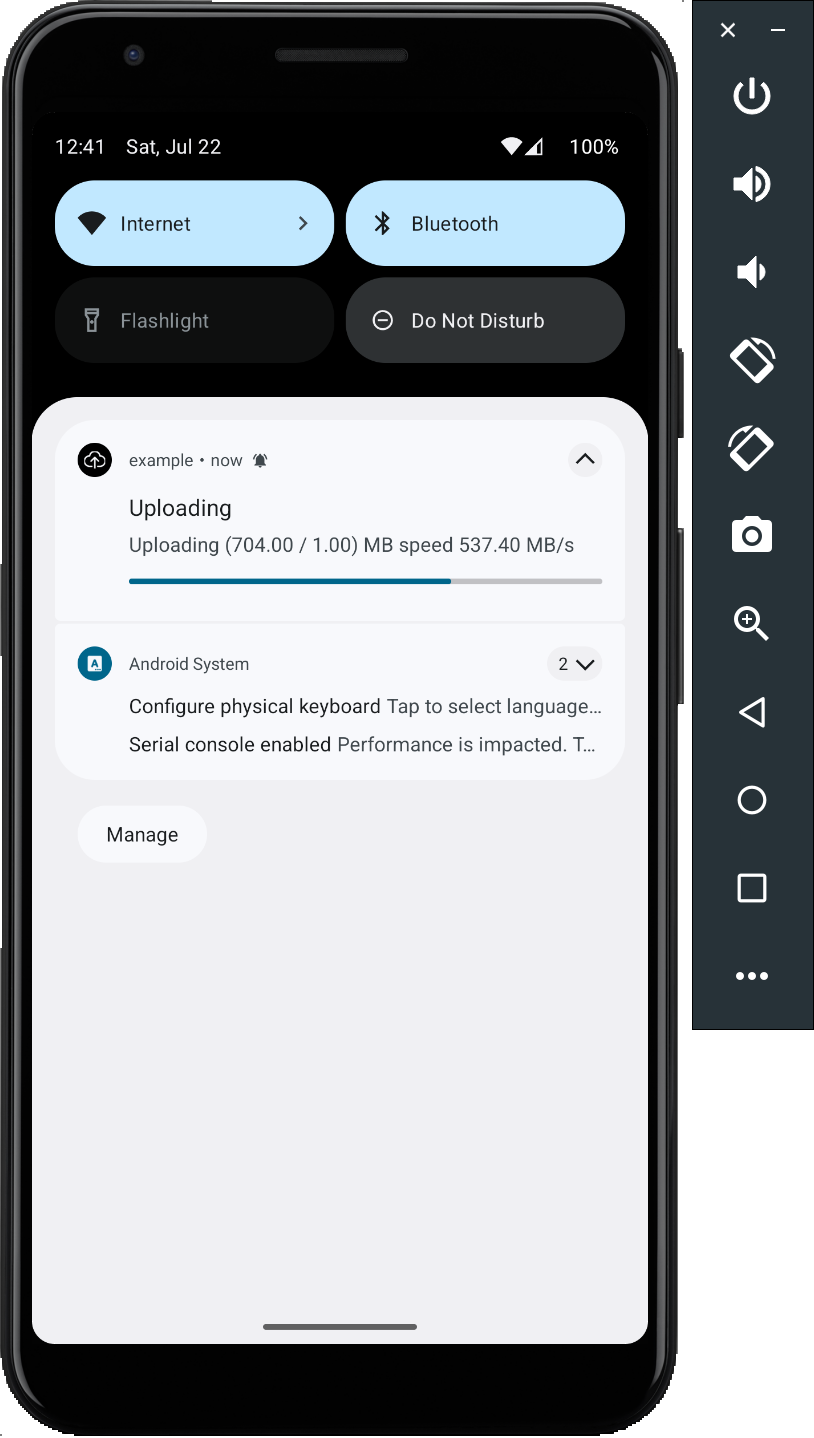 12:41 Sat, Jul 22 100%
Internet
Bluetooth
Flashlight
Do Not Disturb
example • now
Uploading
Uploading (704.00 / 1.00) MB speed 537.40 MB/s
Android System 2
Configure physical keyboard Tap to select language…
Serial console enabled Performance is impacted. T…
Manage